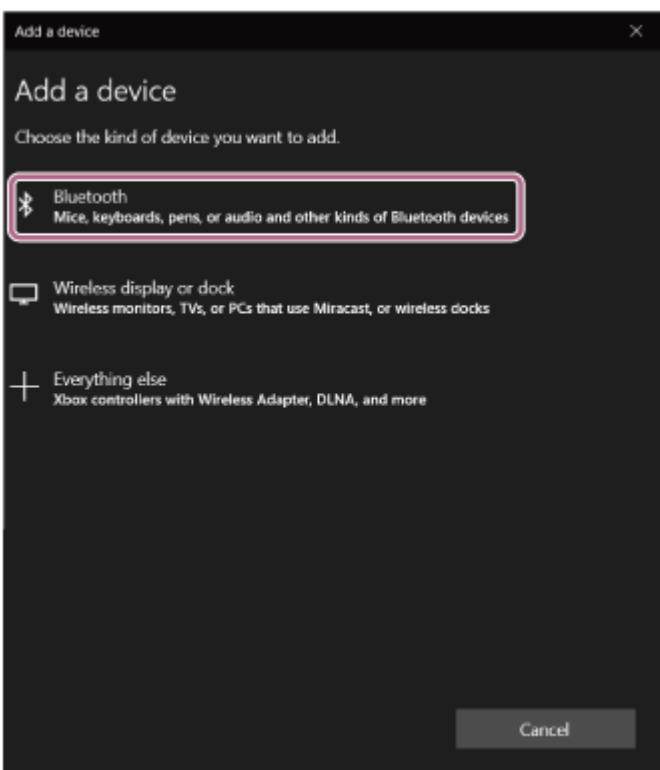 Add a device
Add a device
Choose the kind of device you want to add.
Bluetooth
Mice, keyboards, pens, or audio and other kinds of Bluetooth devices
Wireless display or dock
Wireless monitors, TVs, or PCs that use Miracast, or wireless docks
Everything else
Xbox controllers with Wireless Adapter, DLNA, and more
Cancel